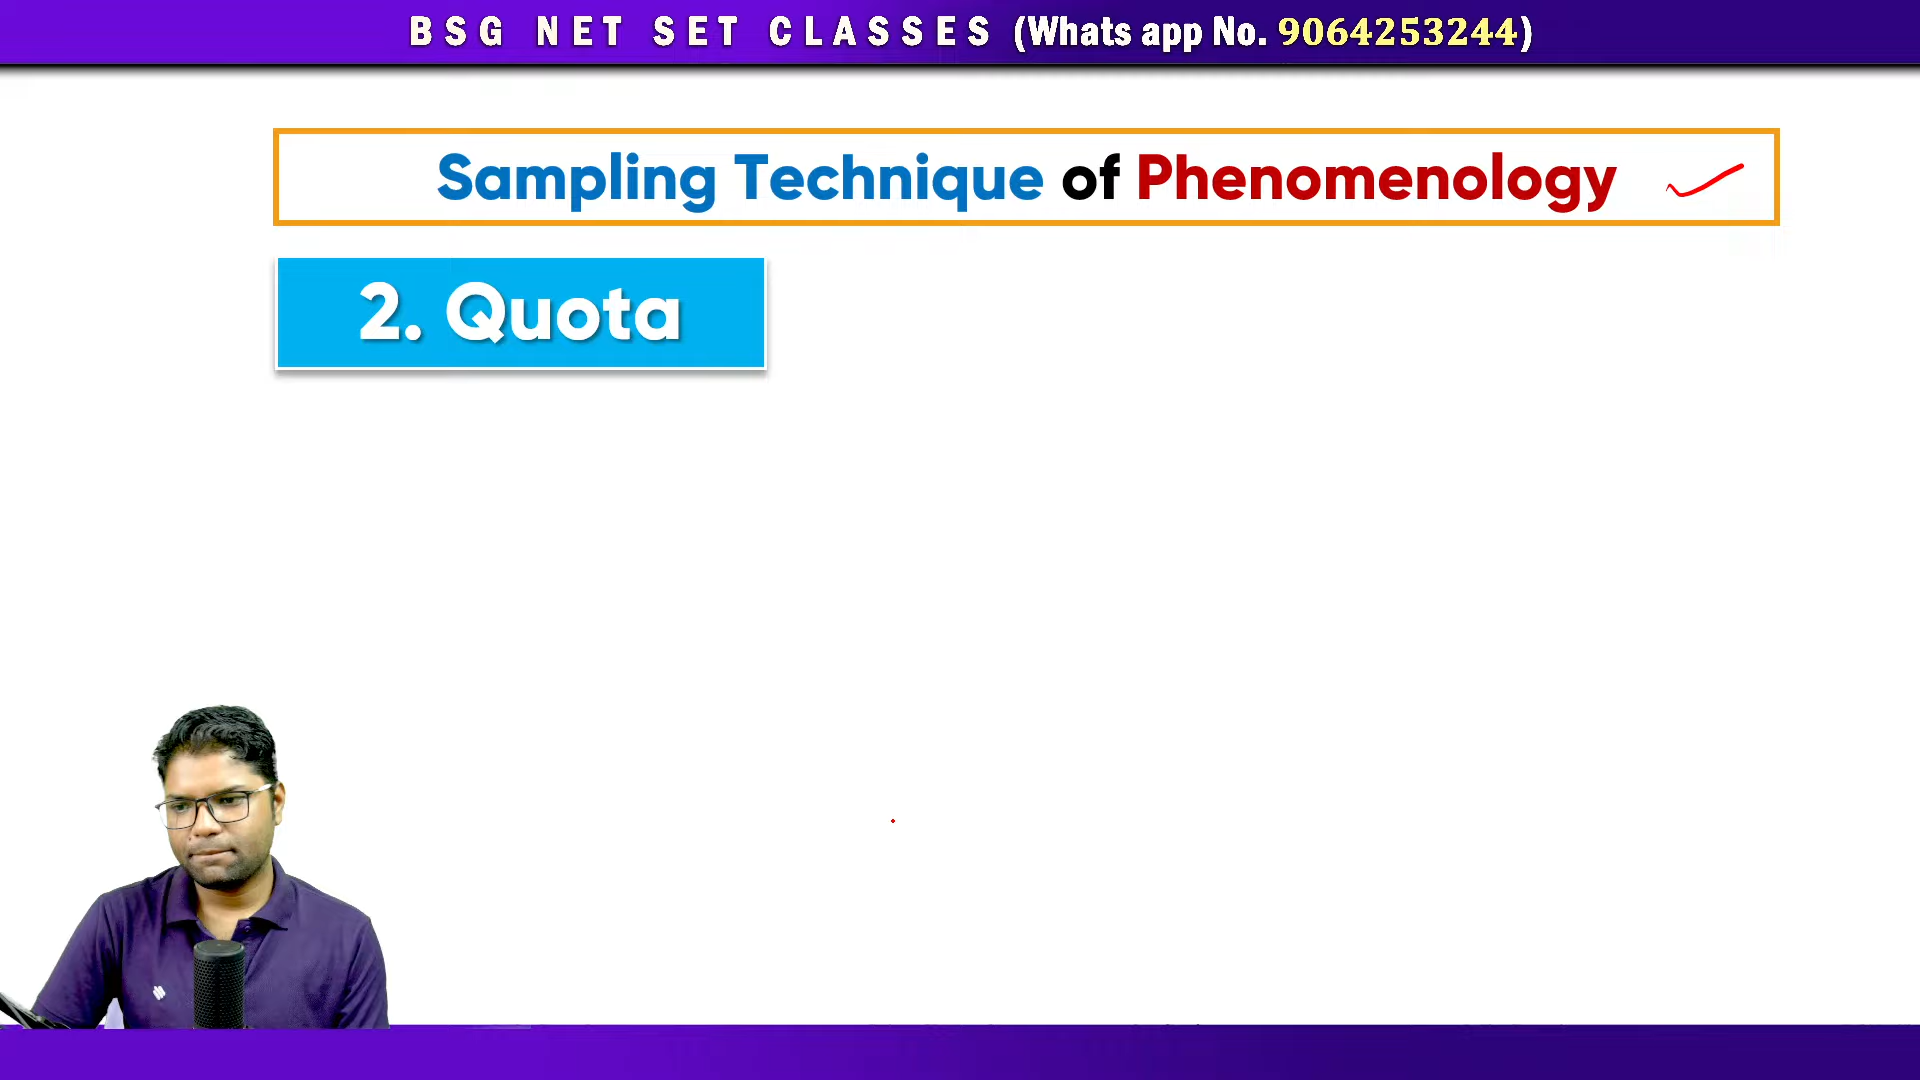 BSG NET SET CLASSES (Whats app No. 9064253244)
Sampling Technique of Phenomenology
2. Quota